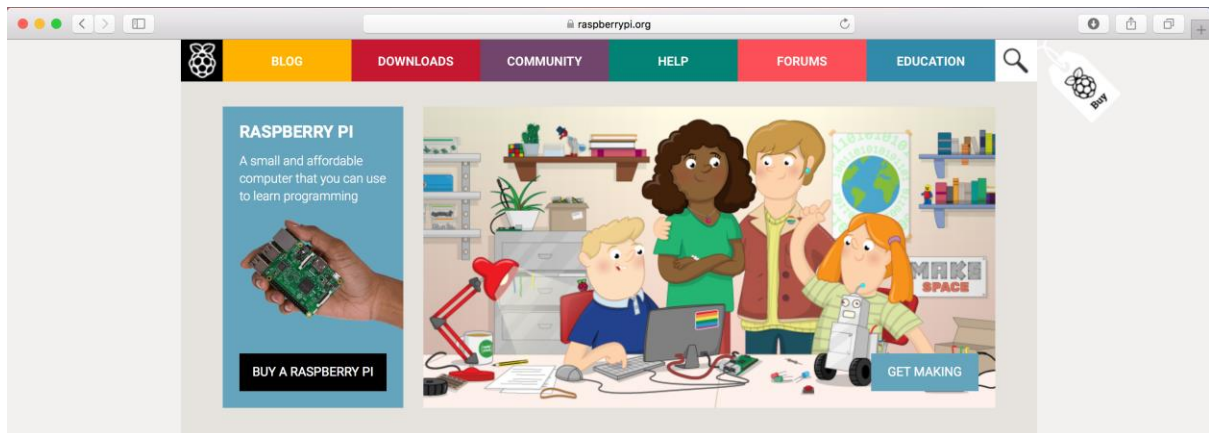 raspberrypi.org
BLOG
DOWNLOADS
COMMUNITY
HELP
FORUMS
EDUCATION
Buy
RASPBERRY PI
A small and affordable
computer that you can use
to learn programming
MAKE
SPACE
BUY A RASPBERRY PI
GET MAKING